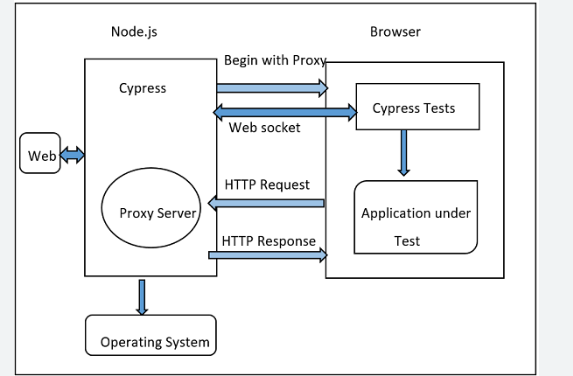 Node.js
Browser
Begin with Proxy
Cypress
Cypress Tests
Web socket
Web
HTTP Request
Proxy Server
Application under
Test
HTTP Response
Operating System